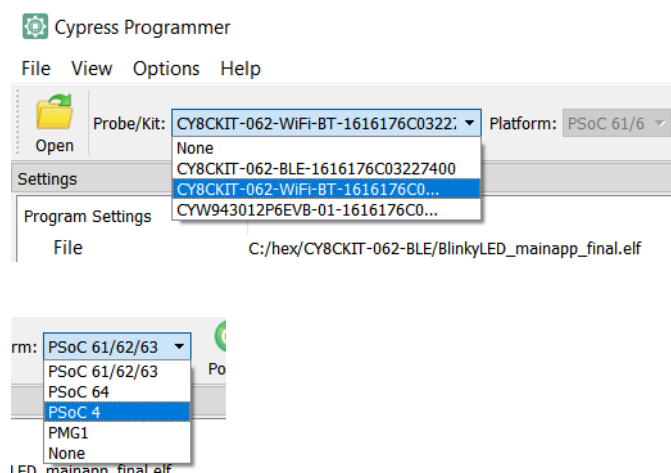 Cypress Programmer
File View Options Help
Open
Probe/Kit: CY8CKIT-062-WiFi-BT-1616176C0322 Platform: PSoC 61/6
None
CY8CKIT-062-BLE-1616176C03227400
CY8CKIT-062-WiFi-BT-1616176C0...
CYW943012P6EVB-01-1616176C0...
Settings
Program Settings
File C:/hex/CY8CKIT-062-BLE/BlinkyLED_mainapp_final.elf
rm: PSoC 61/62/63 Po
PSoC 61/62/63
PSoC 64
PSoC 4
PMG1
None
LED_mainapp_final.elf